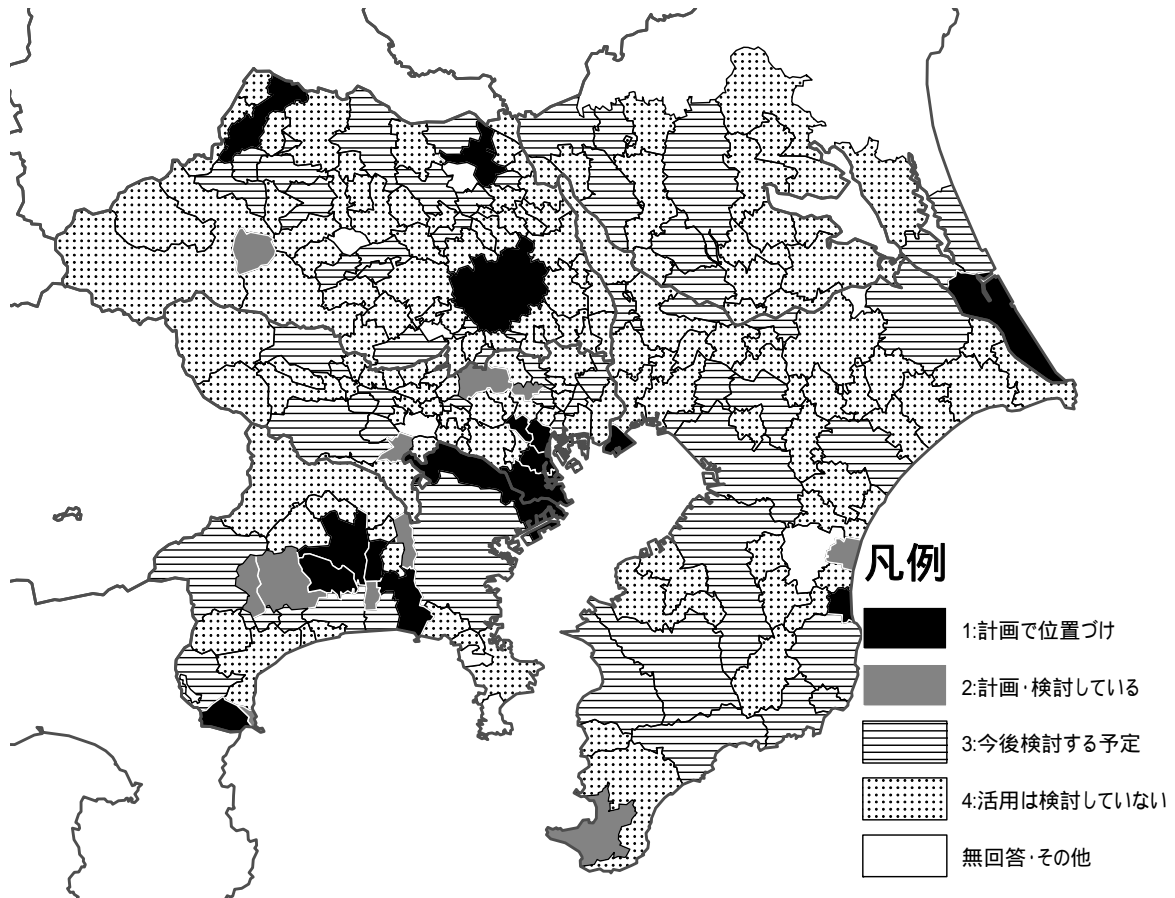 凡例
1:計画で位置づけ
2:計画・検討している
3:今後検討する予定
4:活用は検討していない
無回答・その他